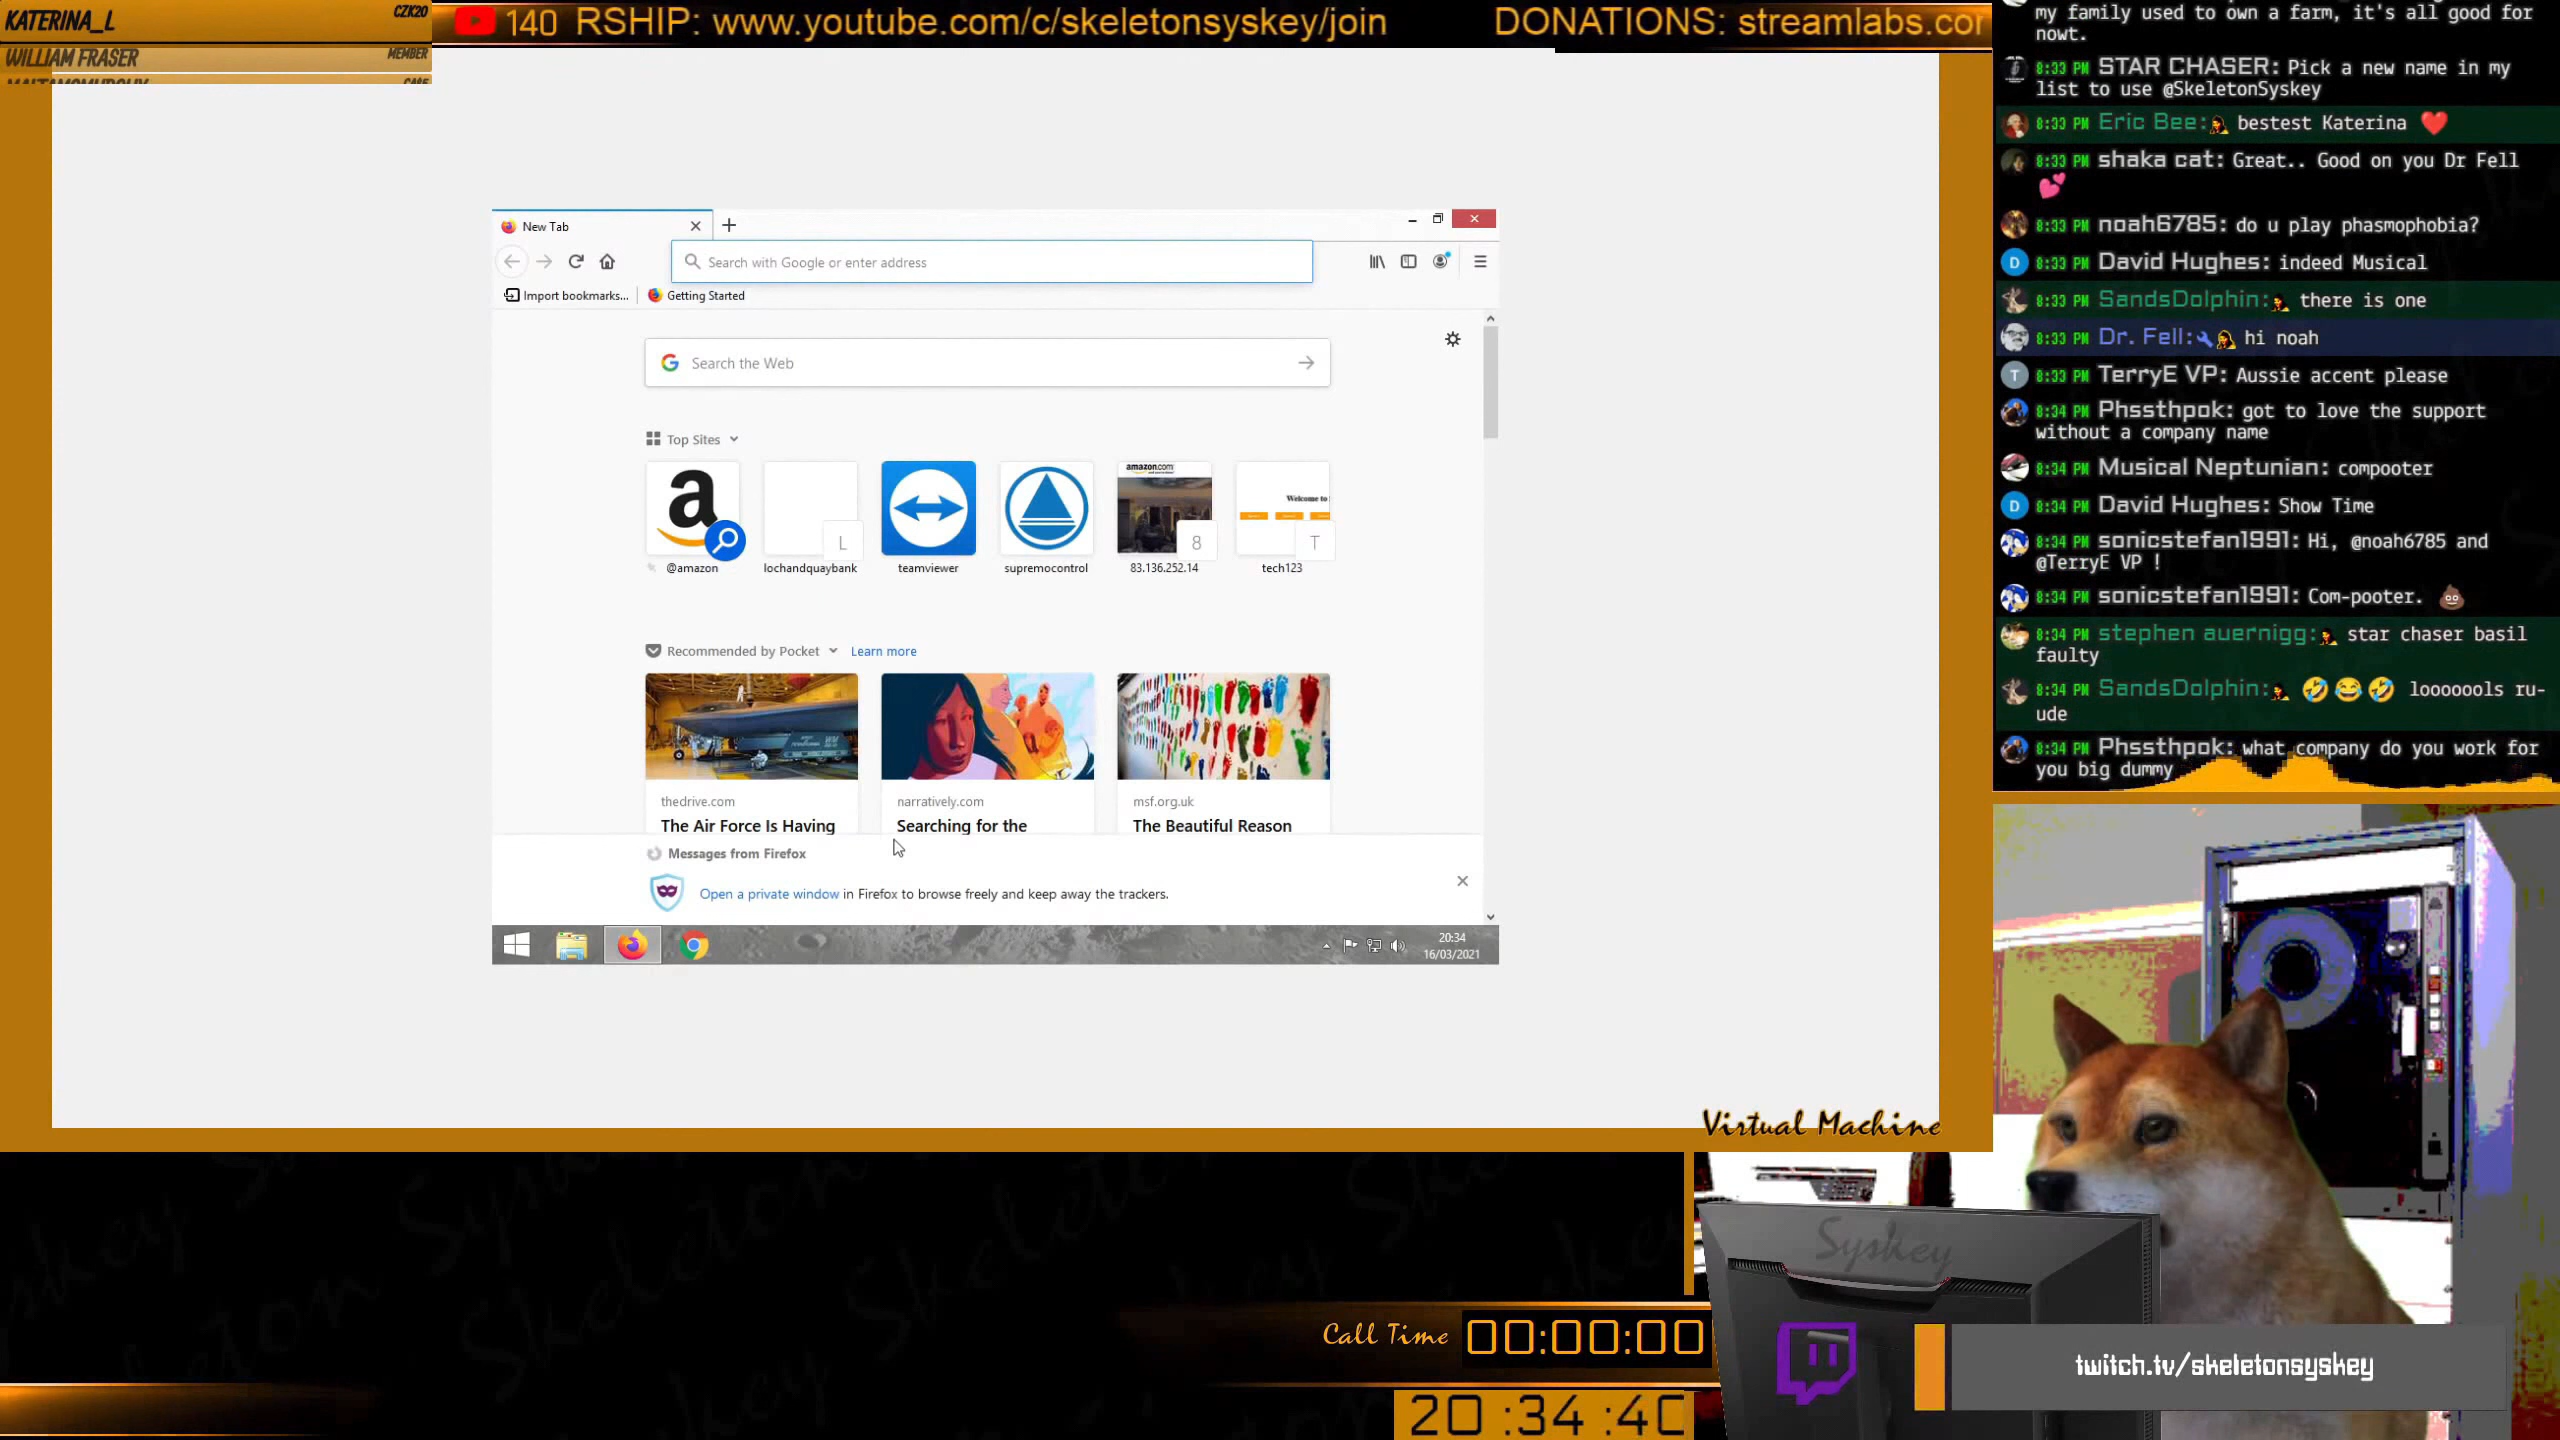 KATERINA_L CZK20
WILLIAM FRASER MEMBER
140 RSHIP: www.youtube.com/c/skeletonsyskey/join DONATIONS: streamlabs.cor
New Tab
Search with Google or enter address
Import bookmarks... Getting Started
Search the Web
Top Sites
a
L
8
T
amazon.com
Welcome to
@amazon lochandquaybank teamviewer supremocontrol 83.136.252.14 tech123
Recommended by Pocket Learn more
thedrive.com narratively.com msf.org.uk
The Air Force Is Having Searching for the The Beautiful Reason
Messages from Firefox
Open a private window in Firefox to browse freely and keep away the trackers.
20:34
16/03/2021
Virtual Machine
my family used to own a farm, it's all good for
nowt.
8:33 PM STAR CHASER: Pick a new name in my
list to use @SkeletonSyskey
8:33 PM Eric Bee: bestest Katerina
8:33 PM shaka cat: Great.. Good on you Dr Fell
8:33 PM noah6785: do u play phasmophobia?
D 8:33 PM David Hughes: indeed Musical
8:33 PM SandsDolphin: there is one
8:33 PM Dr. Fell: hi noah
T 8:33 PM TerryE VP: Aussie accent please
8:34 PM Phssthpok: got to love the support
without a company name
8:34 PM Musical Neptunian: compooter
D 8:34 PM David Hughes: Show Time
8:34 PM sonicstefan1991: Hi, @noah6785 and
@TerryE VP !
8:34 PM sonicstefan1991: Com-pooter.
8:34 PM stephen auernigg: star chaser basil
faulty
8:34 PM SandsDolphin: looooools ru-
ude
8:34 PM Phssthpok: what company do you work for
you big dummy
Syskey
Call Time 00:00:00
20:34:40
twitch.tv/skeletonsyskey